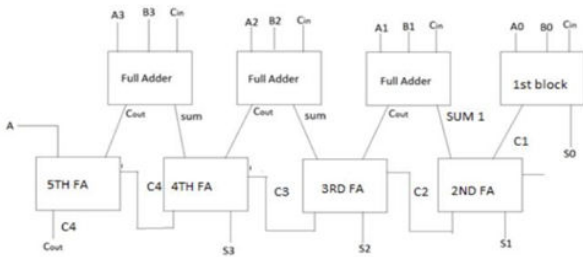 A3 B3 Cin A2 B2 Cin A1 B1 Cin A0 B0 Cin
Full Adder Full Adder Full Adder 1st block
Cout sum Cout sum Cout SUM 1 C1 S0
A
5TH FA C4 4TH FA C3 3RD FA C2 2ND FA
C4
Cout S3 S2 S1